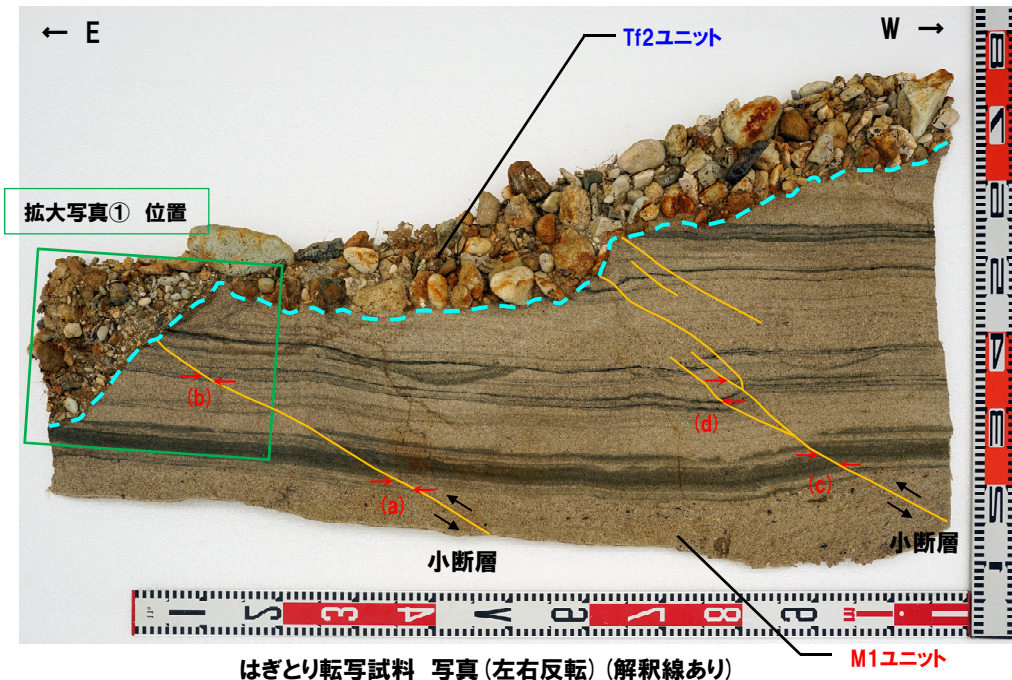 ← E
W →
Tf2ユニット
拡大写真① 位置
(b)
(d)
(a)
(c)
小断層
小断層
M1ユニット
はぎとり転写試料 写真(左右反転)(解釈線あり)